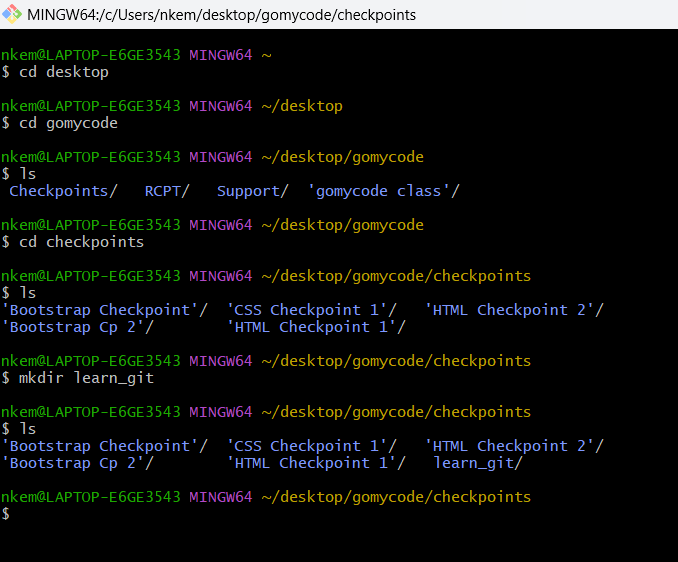 MINGW64:/c/Users/nkem/desktop/gomycode/checkpoints
nkem@LAPTOP-E6GE3543 MINGW64 ~
$ cd desktop
nkem@LAPTOP-E6GE3543 MINGW64 ~/desktop
$ cd gomycode
nkem@LAPTOP-E6GE3543 MINGW64 ~/desktop/gomycode
$ ls
Checkpoints/   RCPT/   Support/  'gomycode class'/
nkem@LAPTOP-E6GE3543 MINGW64 ~/desktop/gomycode
$ cd checkpoints
nkem@LAPTOP-E6GE3543 MINGW64 ~/desktop/gomycode/checkpoints
$ ls
'Bootstrap Checkpoint'/  'CSS Checkpoint 1'/   'HTML Checkpoint 2'/
'Bootstrap Cp 2'/        'HTML Checkpoint 1'/
nkem@LAPTOP-E6GE3543 MINGW64 ~/desktop/gomycode/checkpoints
$ mkdir learn_git
nkem@LAPTOP-E6GE3543 MINGW64 ~/desktop/gomycode/checkpoints
$ ls
'Bootstrap Checkpoint'/  'CSS Checkpoint 1'/   'HTML Checkpoint 2'/
'Bootstrap Cp 2'/        'HTML Checkpoint 1'/   learn_git/
nkem@LAPTOP-E6GE3543 MINGW64 ~/desktop/gomycode/checkpoints
$